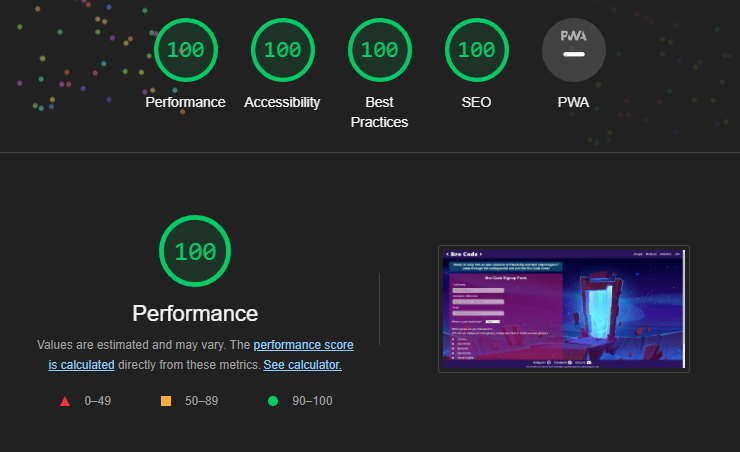 100
100
100
100
PWA
Performance
Accessibility
Best
Practices
SEO
PWA
100
Performance
Values are estimated and may vary. The performance score
is calculated directly from these metrics. See calculator.
0–49
50–89
90–100
< Bro Code >
Bro Code Signup Form